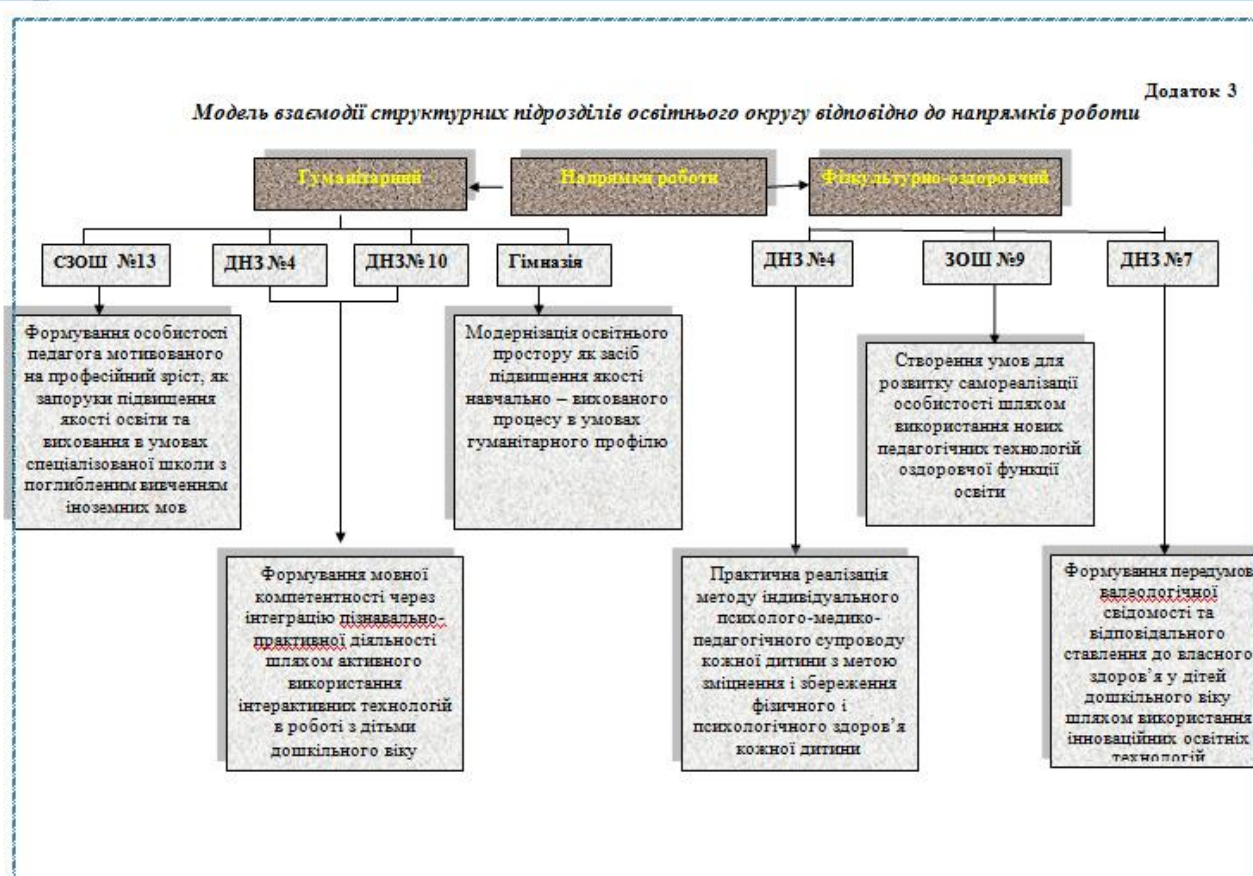 Додаток 3
Модель взаємодії структурних підрозділів освітнього округу відповідно до напрямків роботи
Гуманітарний
Напрямки роботи
Фізкультурно-оздоровчий
СЗОШ №13
ДНЗ №4
ДНЗ№ 10
Гімназія
ДНЗ №4
ЗОШ №9
ДНЗ №7
Формування особистості
педагога мотивованого
на професійний зріст, як
запоруки підвищення
якості освіти та
виховання в умовах
спеціалізованої школи з
поглибленим вивченням
іноземних мов
Модернізація освітнього
простору як засіб
підвищення якості
навчально – вихованого
процесу в умовах
гуманітарного профілю
Створення умов для
розвитку самореалізації
особистості шляхом
використання нових
педагогічних технологій
оздоровчої функції
освіти
Формування мовної
компетентності через
інтеграцію пізнавально-
практивної діяльності
шляхом активного
використання
інтерактивних технологій
в роботі з дітьми
дошкільного віку
Практична реалізація
методу індивідуального
психолого-медико-
педагогічного супроводу
кожної дитини з метою
зміцнення і збереження
фізичного і
психологічного здоров’я
кожної дитини
Формування передумов
валеологічної
свідомості та
відповідального
ставлення до власного
здоров’я у дітей
дошкільного віку
шляхом використання
інноваційних освітніх
технологій